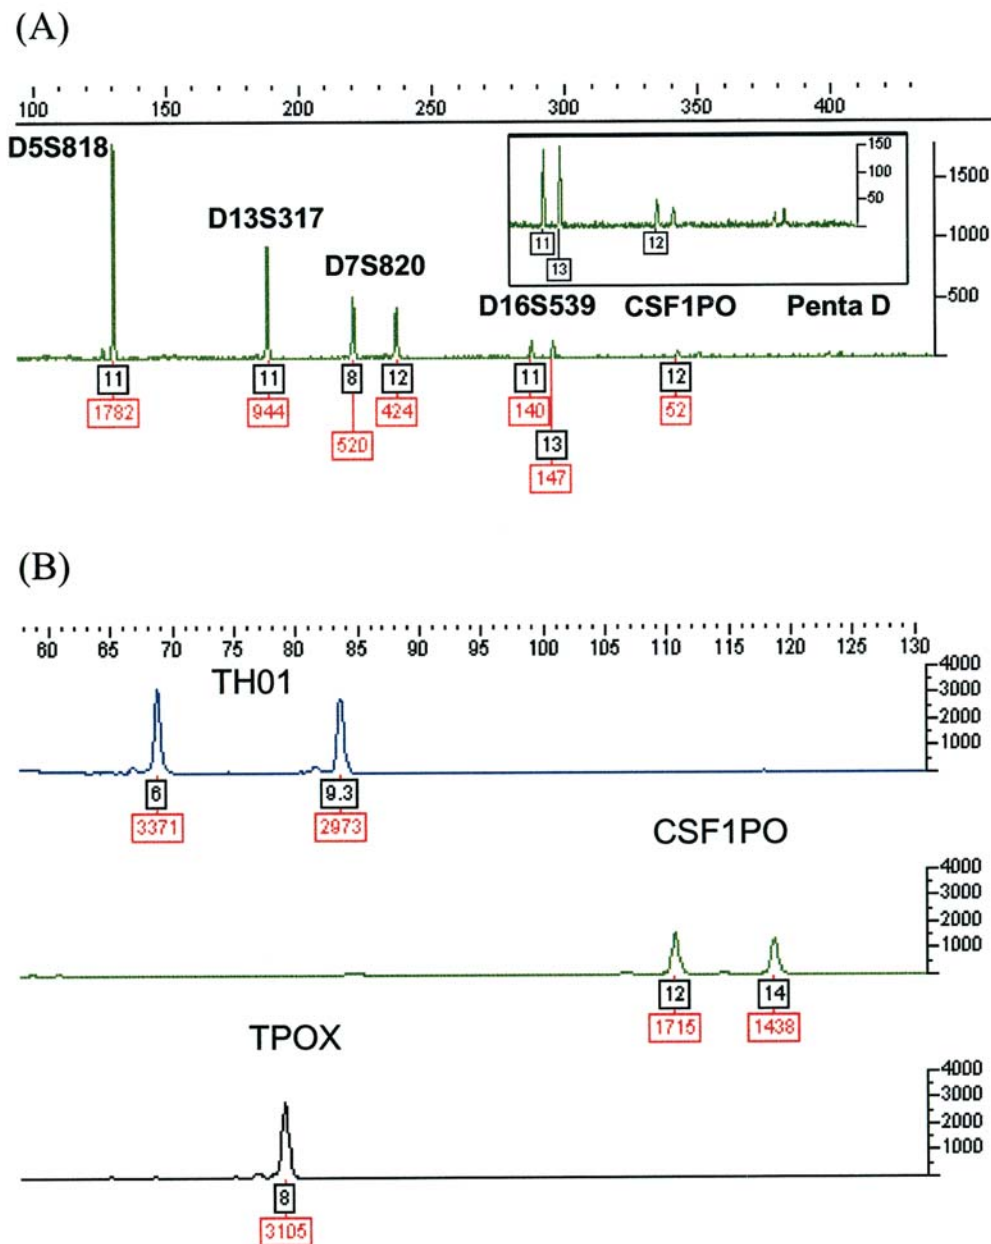 (A)
100 150 200 250 300 350 400
D5S818
D13S317
D7S820
D16S539
CSF1PO
Penta D
150
100
50
11
13
12
1500
1000
500
11 11 8 12 11 12
1782 944 424 140 52
520 13
147
(B)
60 65 70 75 80 85 90 95 100 105 110 115 120 125 130
TH01
4000
3000
2000
1000
6 9.3
3371 2973
CSF1PO
4000
3000
2000
1000
12 14
1715 1438
TPOX
4000
3000
2000
1000
8
3105